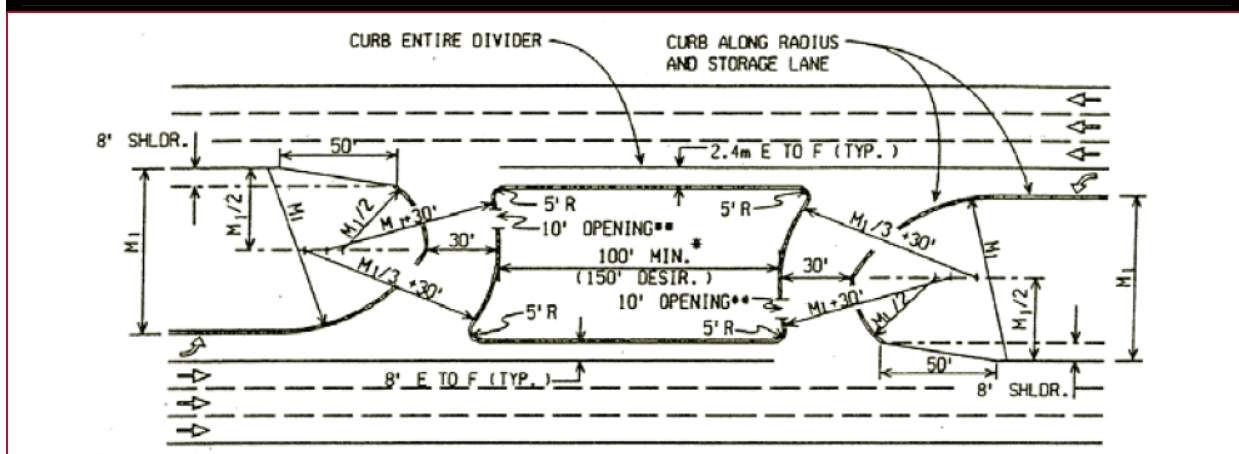 CURB ENTIRE DIVIDER
CURB ALONG RADIUS
AND STORAGE LANE
8' SHLDR.
50'
2.4m E TO F (TYP.)
M1
M1/2
M1
M1/2
M1+30'
M1/3 +30'
30'
5'R
10' OPENING**
100' MIN.*
(150' DESIR.)
10' OPENING**
5'R
5'R
5'R
30'
M1/3 +30'
M1+30'
M1/2
M1
M1/2
M1
50'
8' SHLDR.
8' E TO F (TYP.)